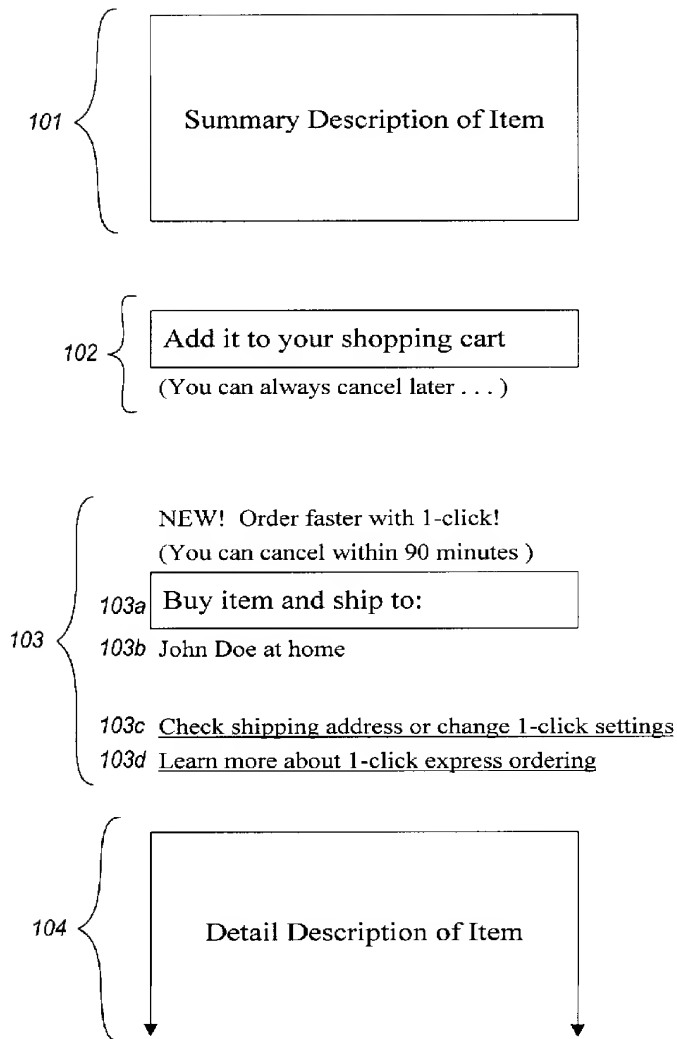 101
Summary Description of Item
102
Add it to your shopping cart
(You can always cancel later . . . )
103
NEW! Order faster with 1-click!
(You can cancel within 90 minutes )
103a Buy item and ship to:
103b John Doe at home
103c Check shipping address or change 1-click settings
103d Learn more about 1-click express ordering
104
Detail Description of Item